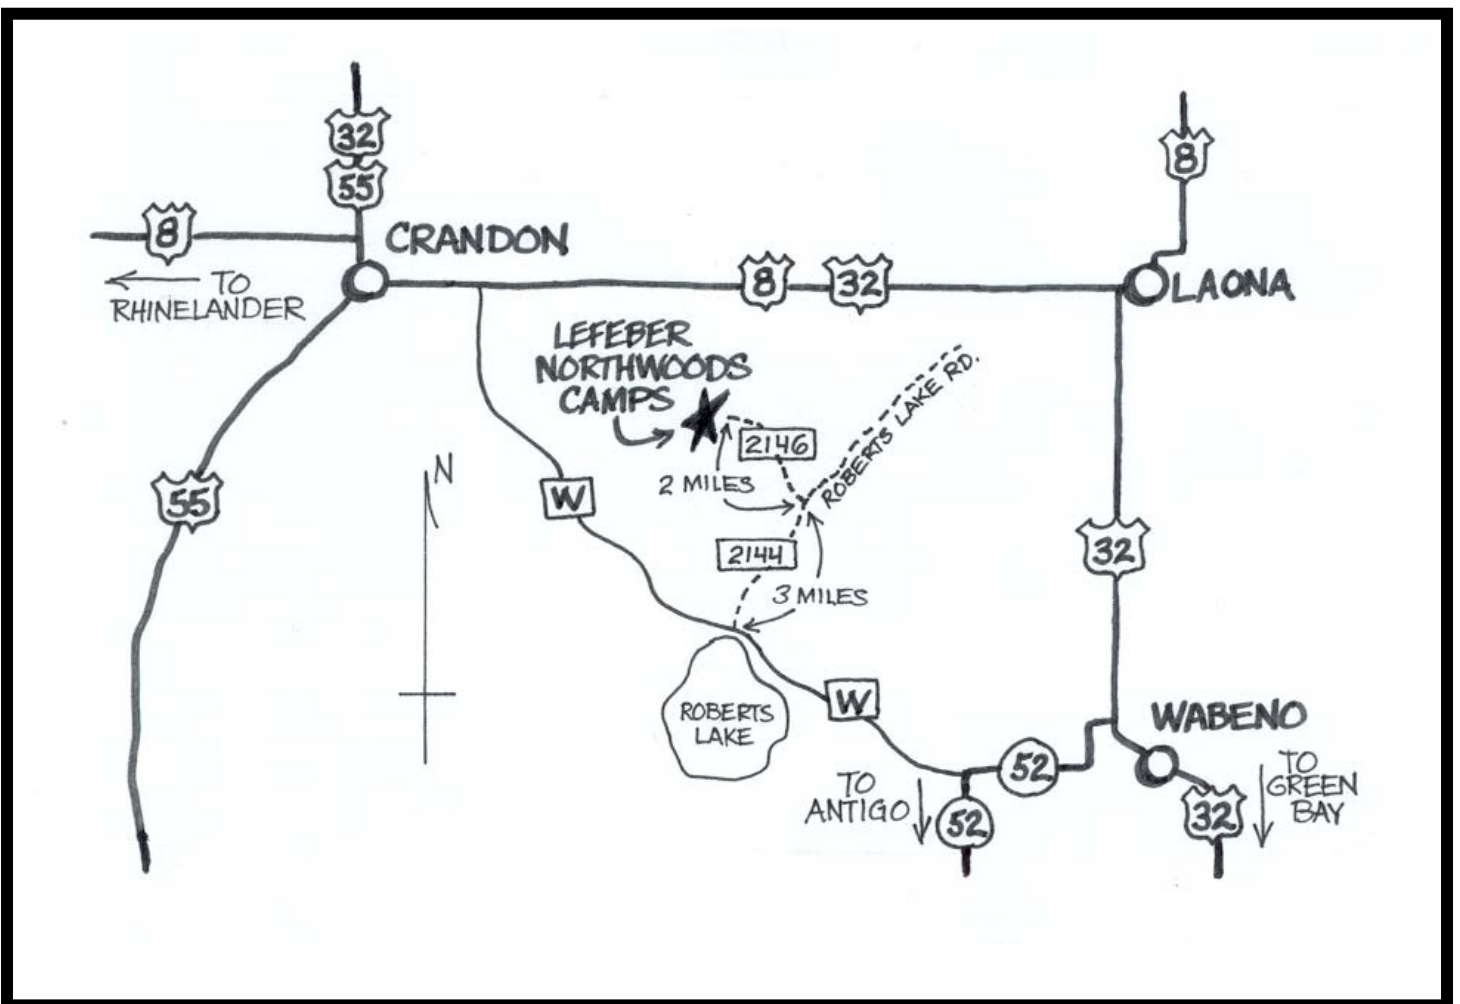 32
55
8
CRANDON
8
TO
RHINELANDER
8
32
LAONA
LEFEBER
NORTHWOODS
CAMPS
2146
ROBERTS LAKE RD.
2 MILES
N
W
55
2144
32
3 MILES
ROBERTS
LAKE
W
WABENO
52
TO
ANTIGO
52
TO
GREEN
BAY
32